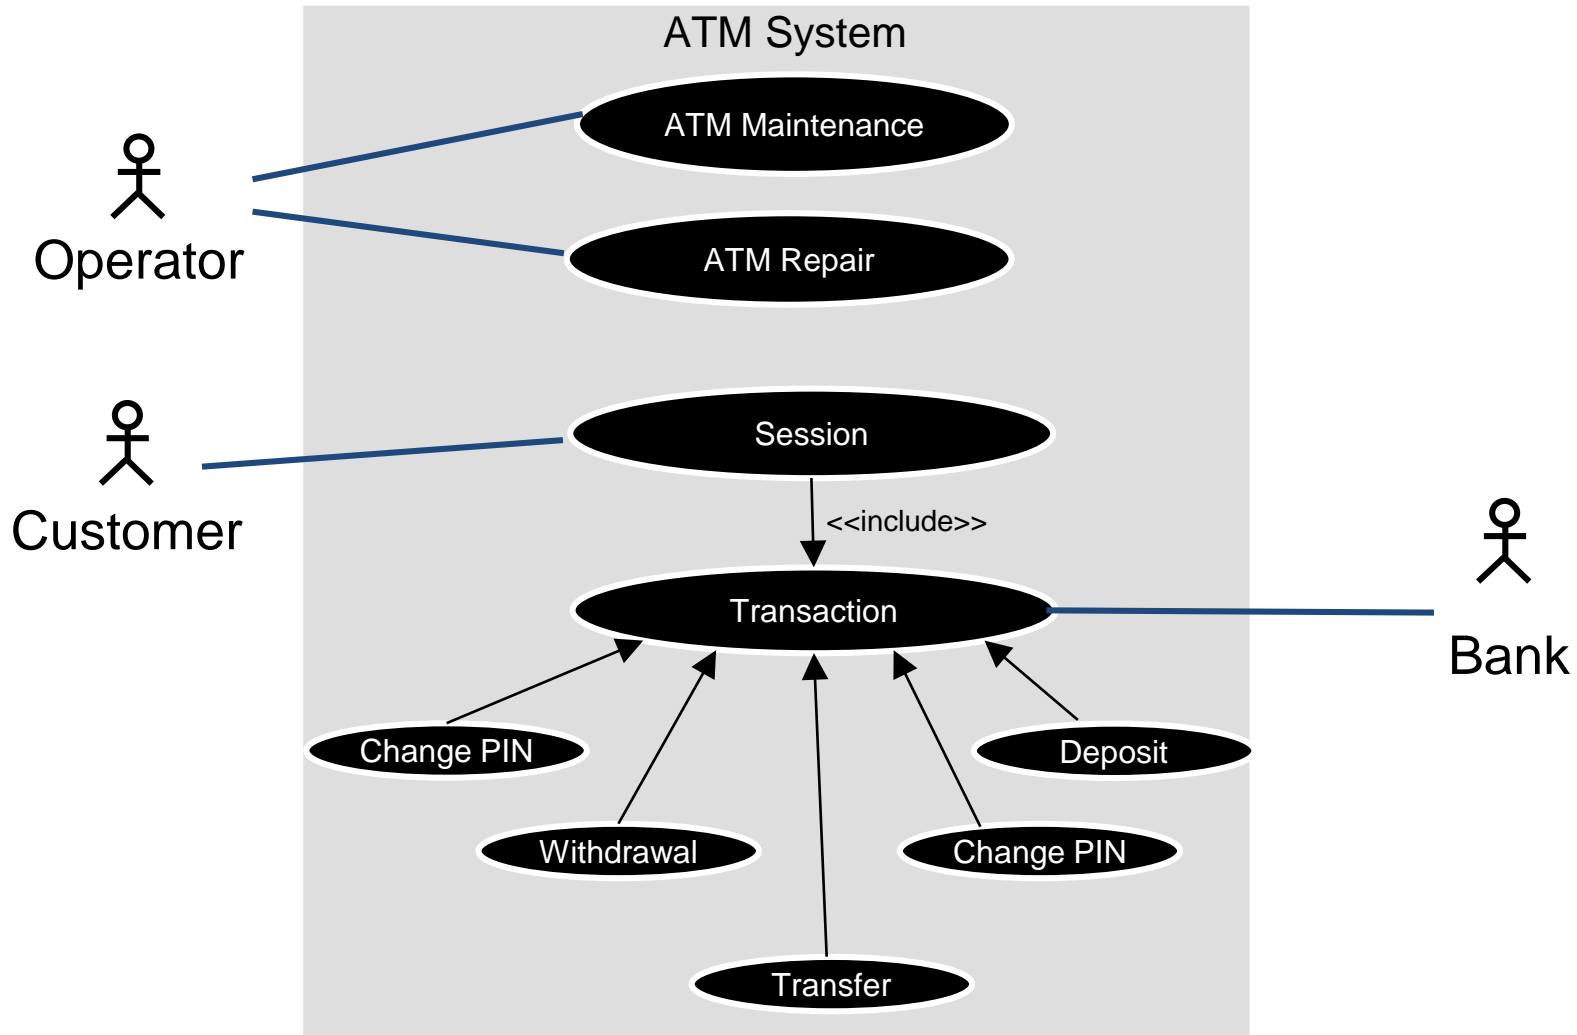 ATM System
ATM Maintenance
Operator
ATM Repair
Customer
Session
<<include>>
Transaction
Bank
Change PIN
Deposit
Withdrawal
Change PIN
Transfer